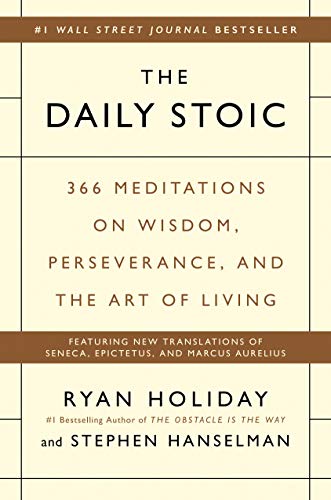 #1 WALL STREET JOURNAL BESTSELLER
THE
DAILY STOIC
366 MEDITATIONS
ON WISDOM,
PERSEVERANCE, AND
THE ART OF LIVING
FEATURING NEW TRANSLATIONS OF
SENECA, EPICTETUS, AND MARCUS AURELIUS
RYAN HOLIDAY
#1 Bestselling Author of THE OBSTACLE IS THE WAY
and STEPHEN HANSELMAN